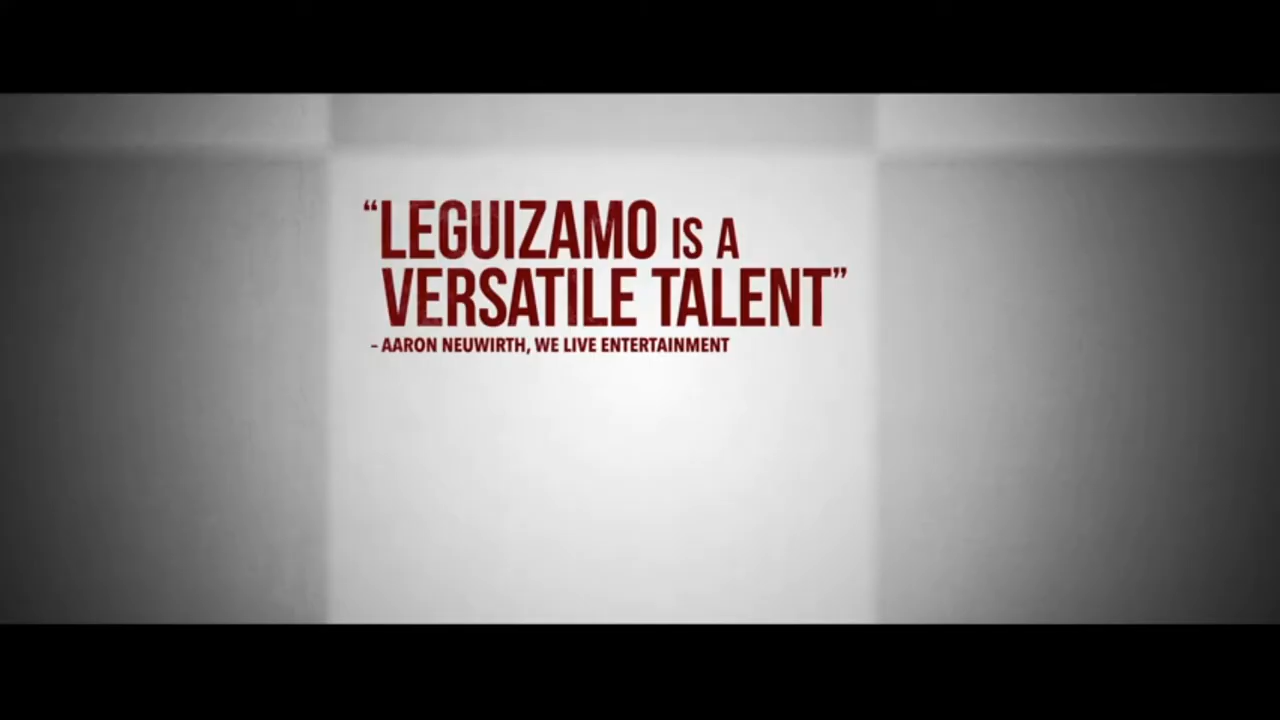 “LEGUIZAMO IS A
VERSATILE TALENT”
– AARON NEUWIRTH, WE LIVE ENTERTAINMENT